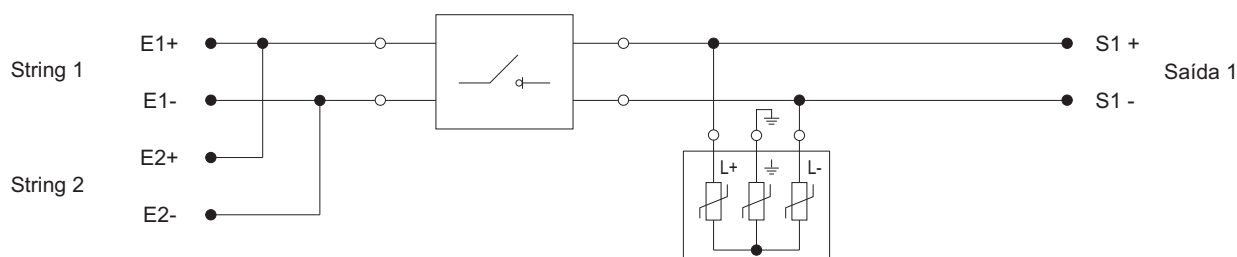 String 1
E1+
E1-
String 2
E2+
E2-
S1 +
Saída 1
S1 -
L+
L-